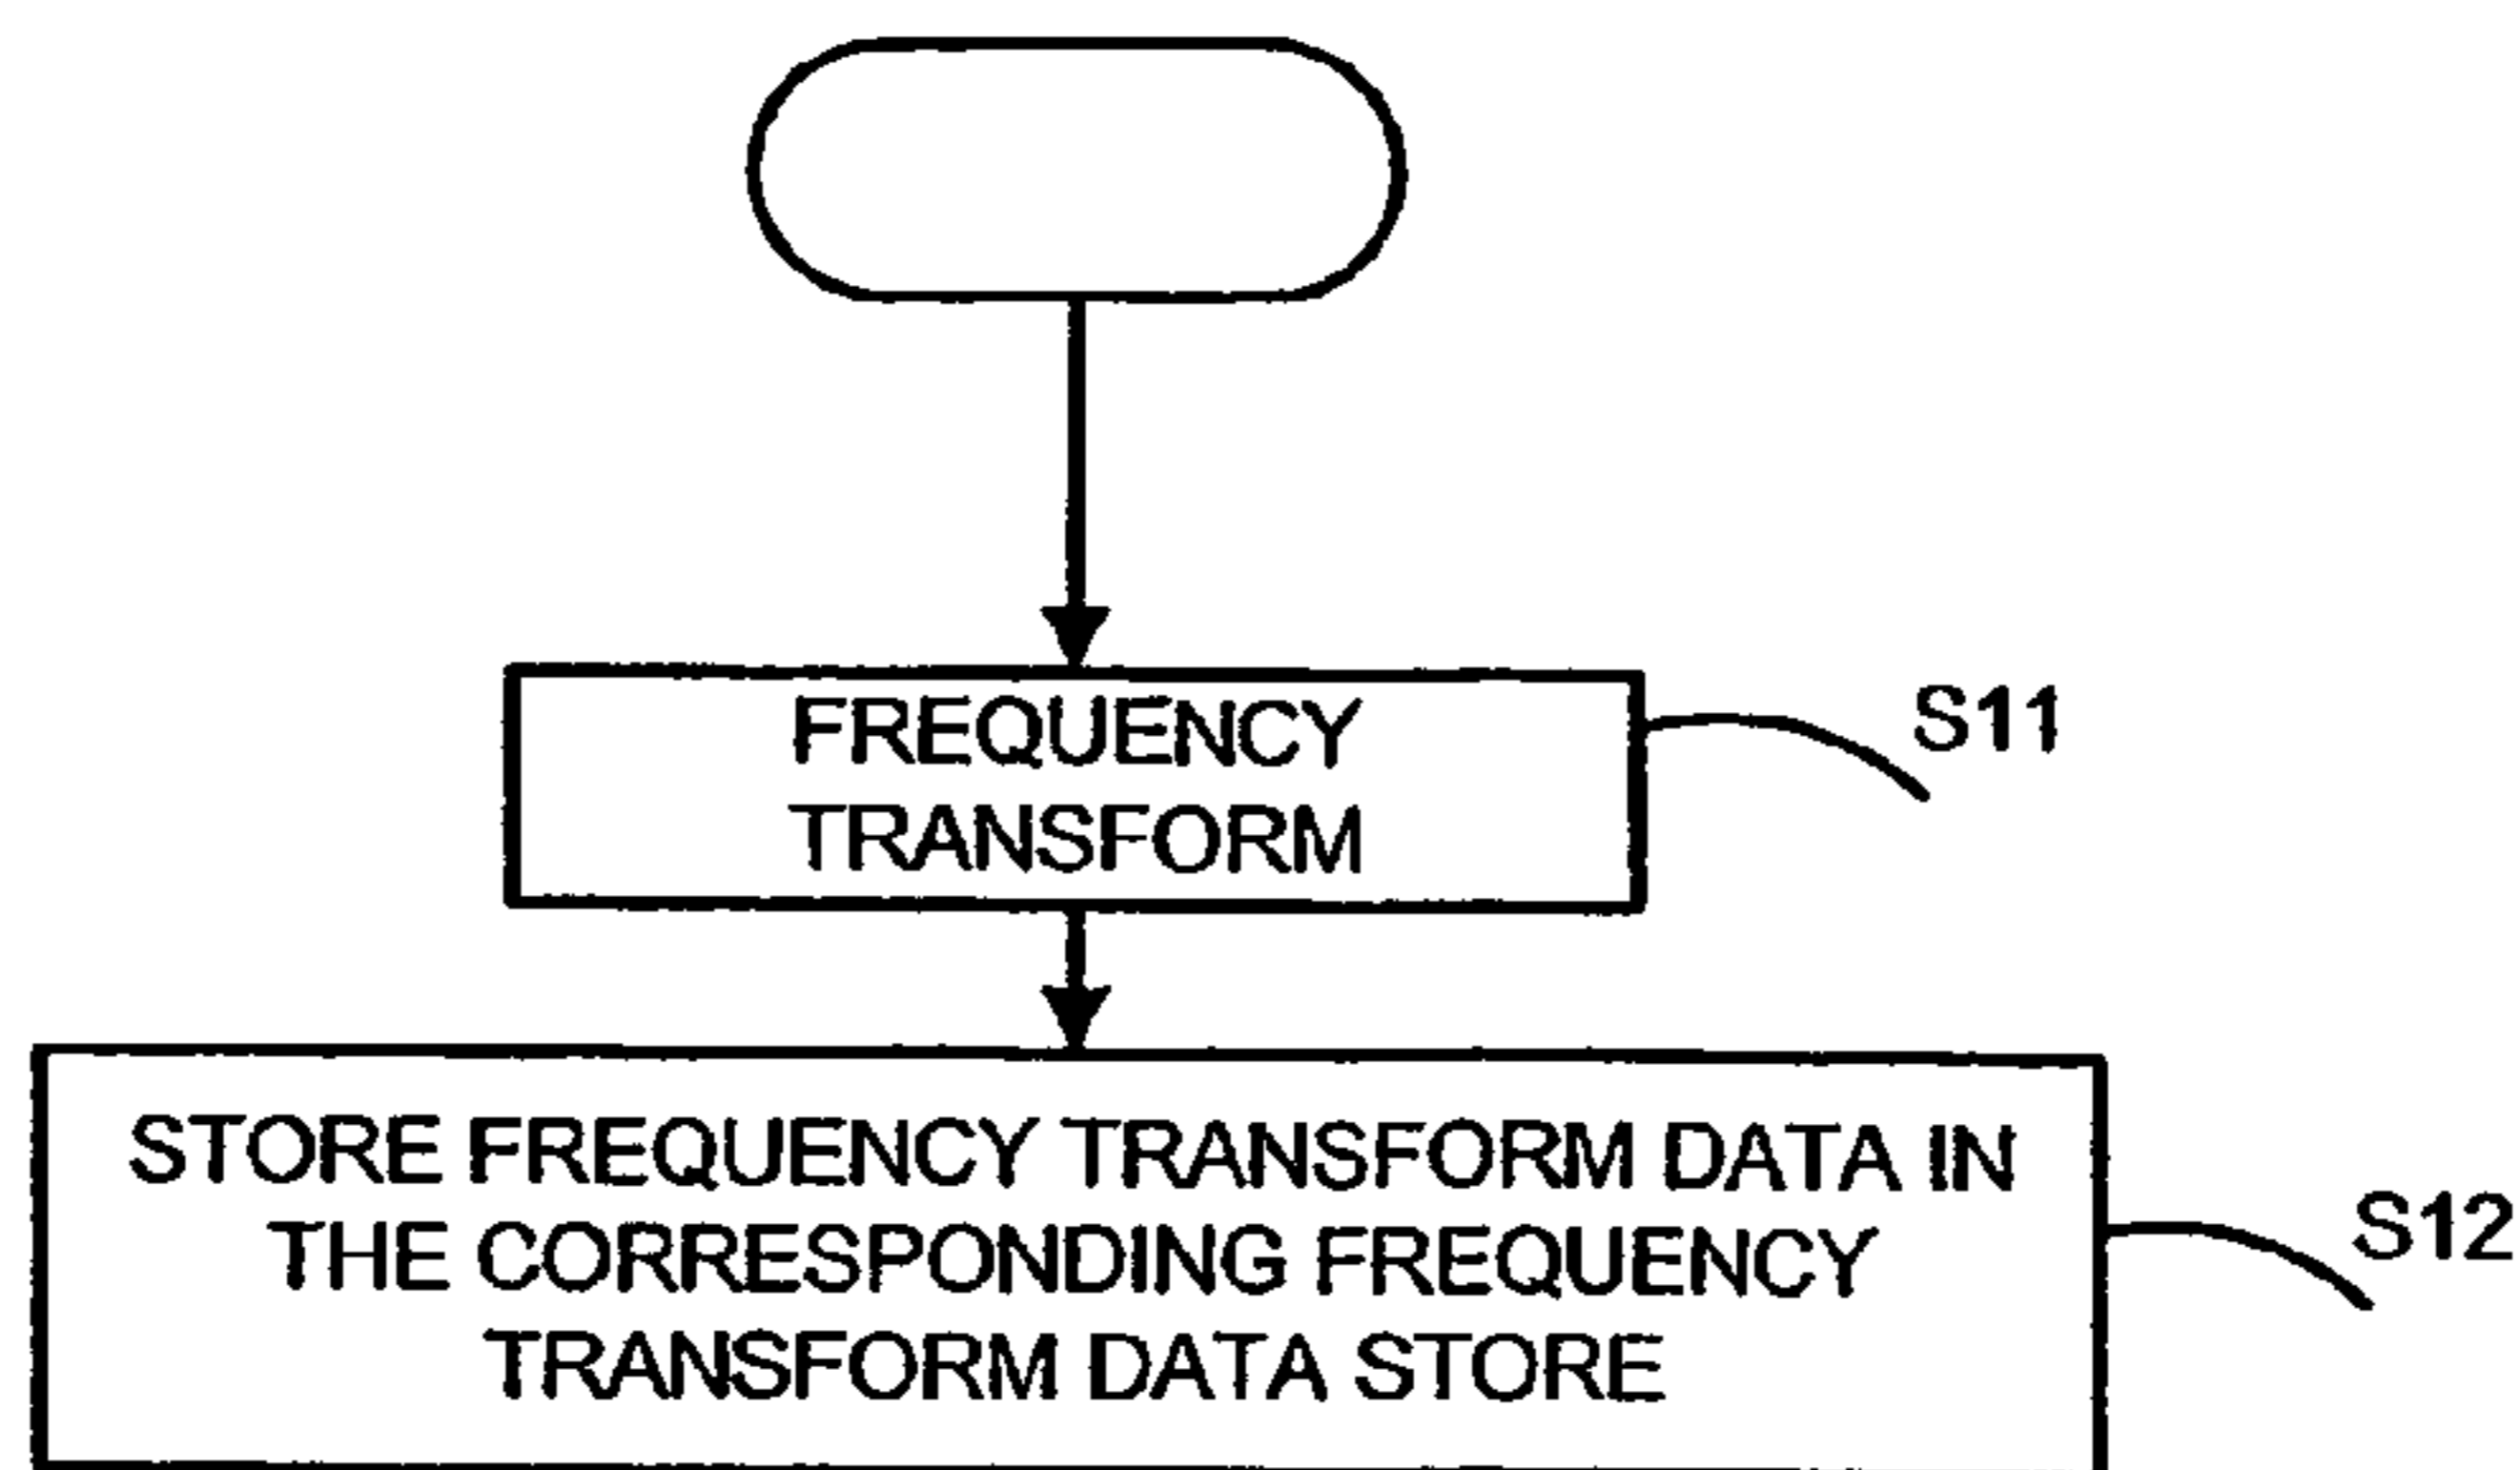 FREQUENCY
TRANSFORM
S11
STORE FREQUENCY TRANSFORM DATA IN
THE CORRESPONDING FREQUENCY
TRANSFORM DATA STORE
S12